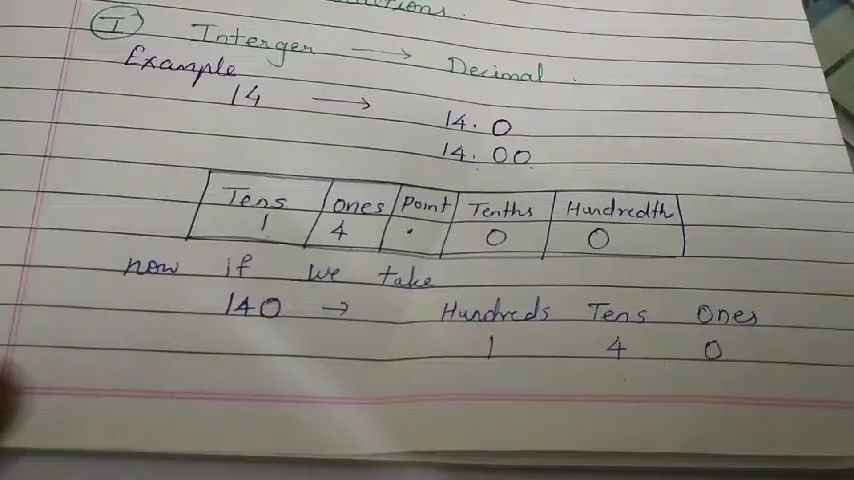 I Interger → Decimal.
Example
14 → 14.0
14.00
Tens Ones Point Tenths Hundredth
1 4 . 0 0
now if we take
140 → Hundreds Tens Ones
1 4 0